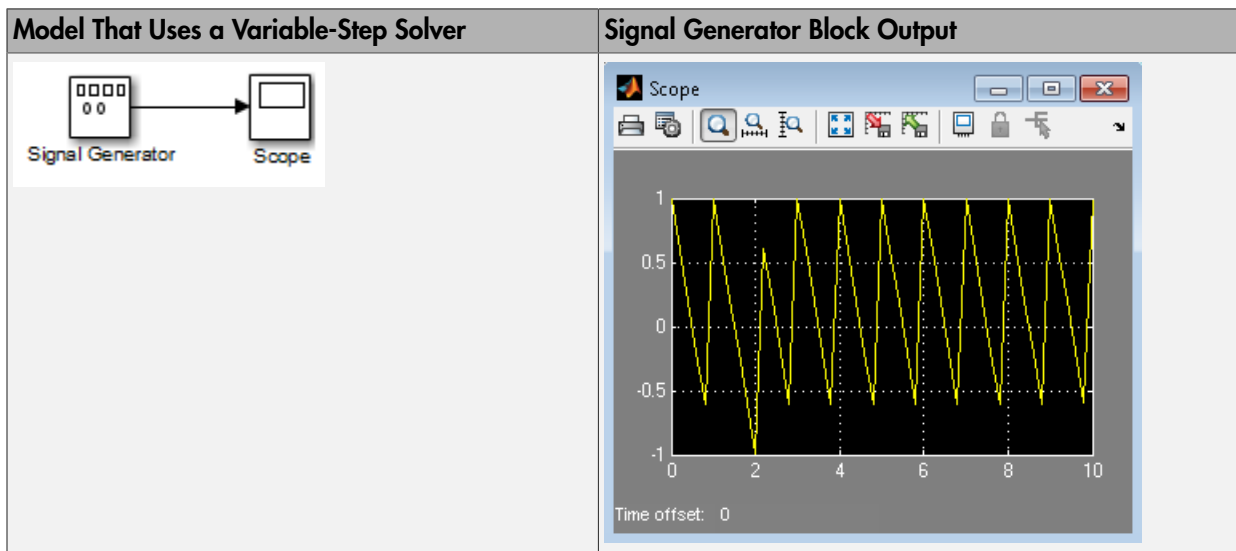 Model That Uses a Variable-Step Solver
Signal Generator Block Output
Signal Generator
Scope
Scope
1
0.5
0
-0.5
-1
0 2 4 6 8 10
Time offset: 0